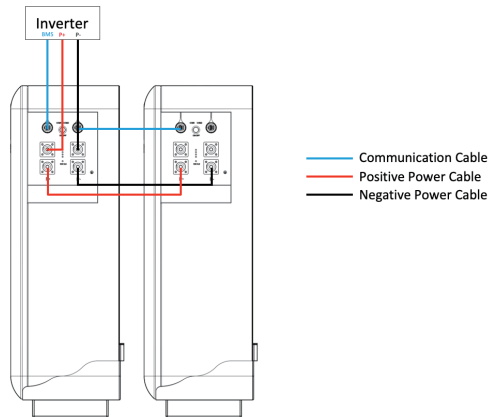 Inverter
BMS P+ P-
Communication Cable
Positive Power Cable
Negative Power Cable